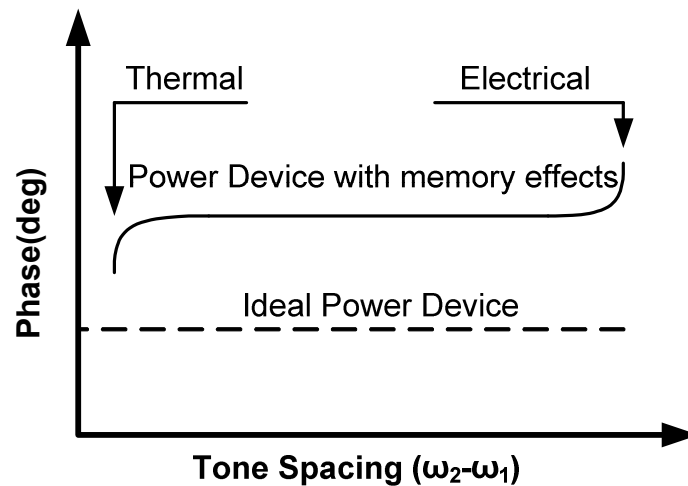 Thermal
Electrical
Power Device with memory effects
Ideal Power Device
Phase(deg)
Tone Spacing (ω₂-ω₁)